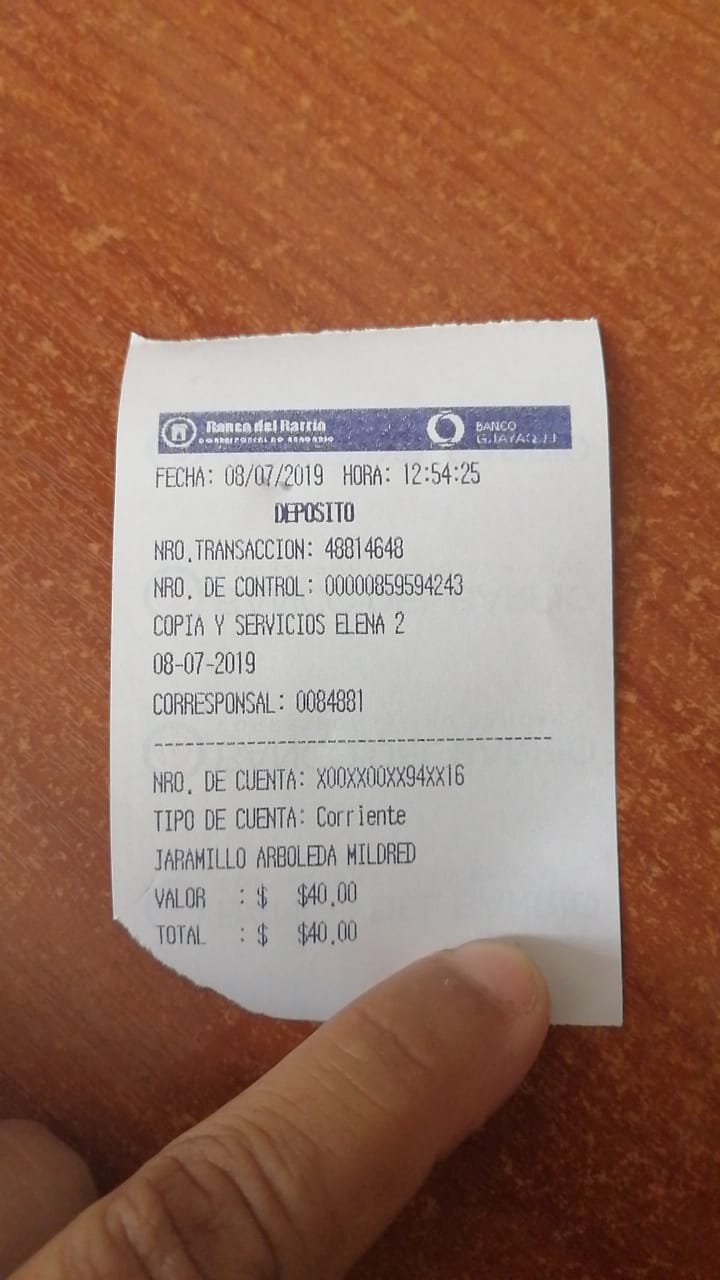 Banco del Barrio
CORRESPONSAL NO BANCARIO
BANCO
GUAYAQUIL
FECHA: 08/07/2019 HORA: 12:54:25
DEPOSITO
NRO.TRANSACCION: 48814648
NRO. DE CONTROL: 00000859594243
COPIA Y SERVICIOS ELENA 2
08-07-2019
CORRESPONSAL: 0084881
----------------------------------------
NRO. DE CUENTA: X00XX00XX94XX16
TIPO DE CUENTA: Corriente
JARAMILLO ARBOLEDA MILDRED
VALOR : $ $40.00
TOTAL : $ $40.00